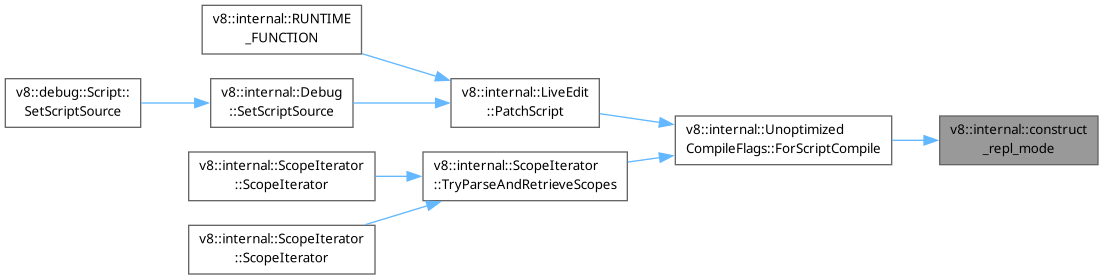 v8::internal::RUNTIME
_FUNCTION
v8::debug::Script::
SetScriptSource
v8::internal::Debug
::SetScriptSource
v8::internal::LiveEdit
::PatchScript
v8::internal::Unoptimized
CompileFlags::ForScriptCompile
v8::internal::construct
_repl_mode
v8::internal::ScopeIterator
::ScopeIterator
v8::internal::ScopeIterator
::TryParseAndRetrieveScopes
v8::internal::ScopeIterator
::ScopeIterator